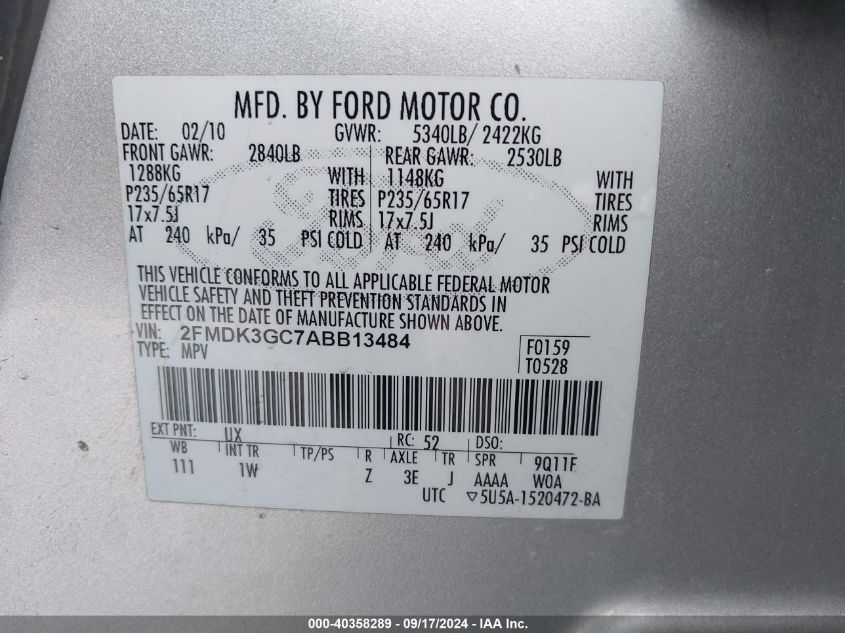 MFD. BY FORD MOTOR CO.
DATE: 02/10 GVWR: 5340LB/ 2422KG
FRONT GAWR: 2840LB REAR GAWR: 2530LB
1288KG WITH 1148KG WITH
P235/65R17 TIRES P235/65R17 TIRES
17x7.5J RIMS 17x7.5J RIMS
AT 240 kPa/ 35 PSI COLD AT 240 kPa/ 35 PSI COLD
THIS VEHICLE CONFORMS TO ALL APPLICABLE FEDERAL MOTOR
VEHICLE SAFETY AND THEFT PREVENTION STANDARDS IN
EFFECT ON THE DATE OF MANUFACTURE SHOWN ABOVE.
VIN: 2FMDK3GC7ABB13484 F0159
TYPE: MPV T0528
EXT PNT: UX RC: 52 DSO:
WB INT TR TP/PS R AXLE TR SPR 9Q11F
111 1W Z 3E J AAAA W0A
UTC ▽5U5A-1520472-BA
000-40358289 - 09/17/2024 - IAA, Inc.